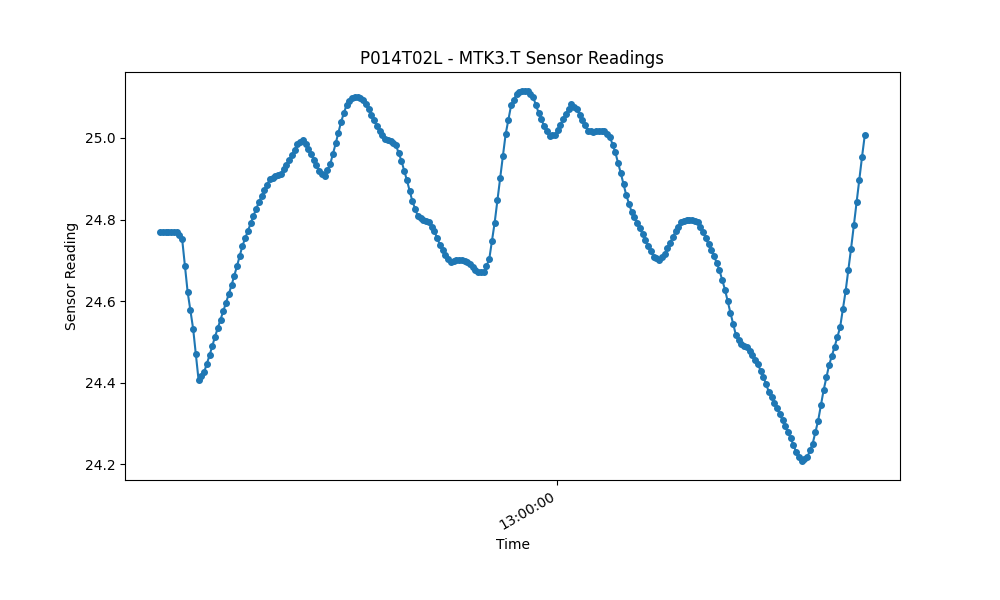 P014T02L - MTK3.T Sensor Readings
Sensor Reading
25.0
24.8
24.6
24.4
24.2
13:00:00
Time